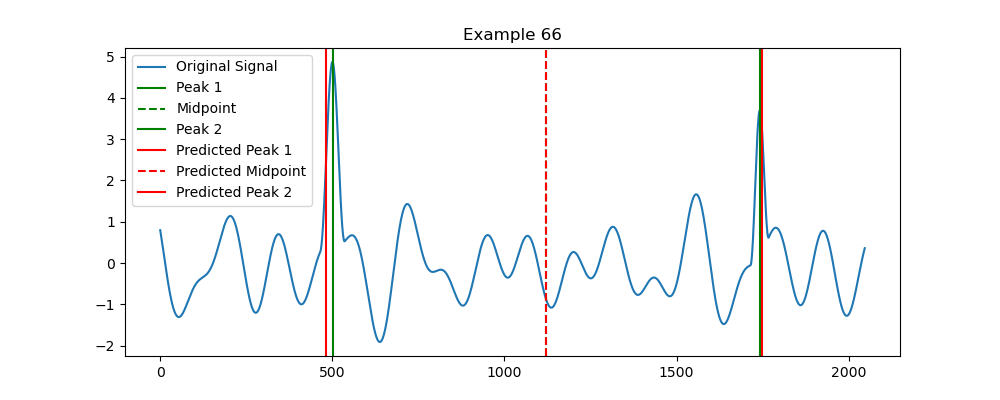 Example 66
5
4
3
2
1
0
−1
−2
Original Signal
Peak 1
Midpoint
Peak 2
Predicted Peak 1
Predicted Midpoint
Predicted Peak 2
0 500 1000 1500 2000